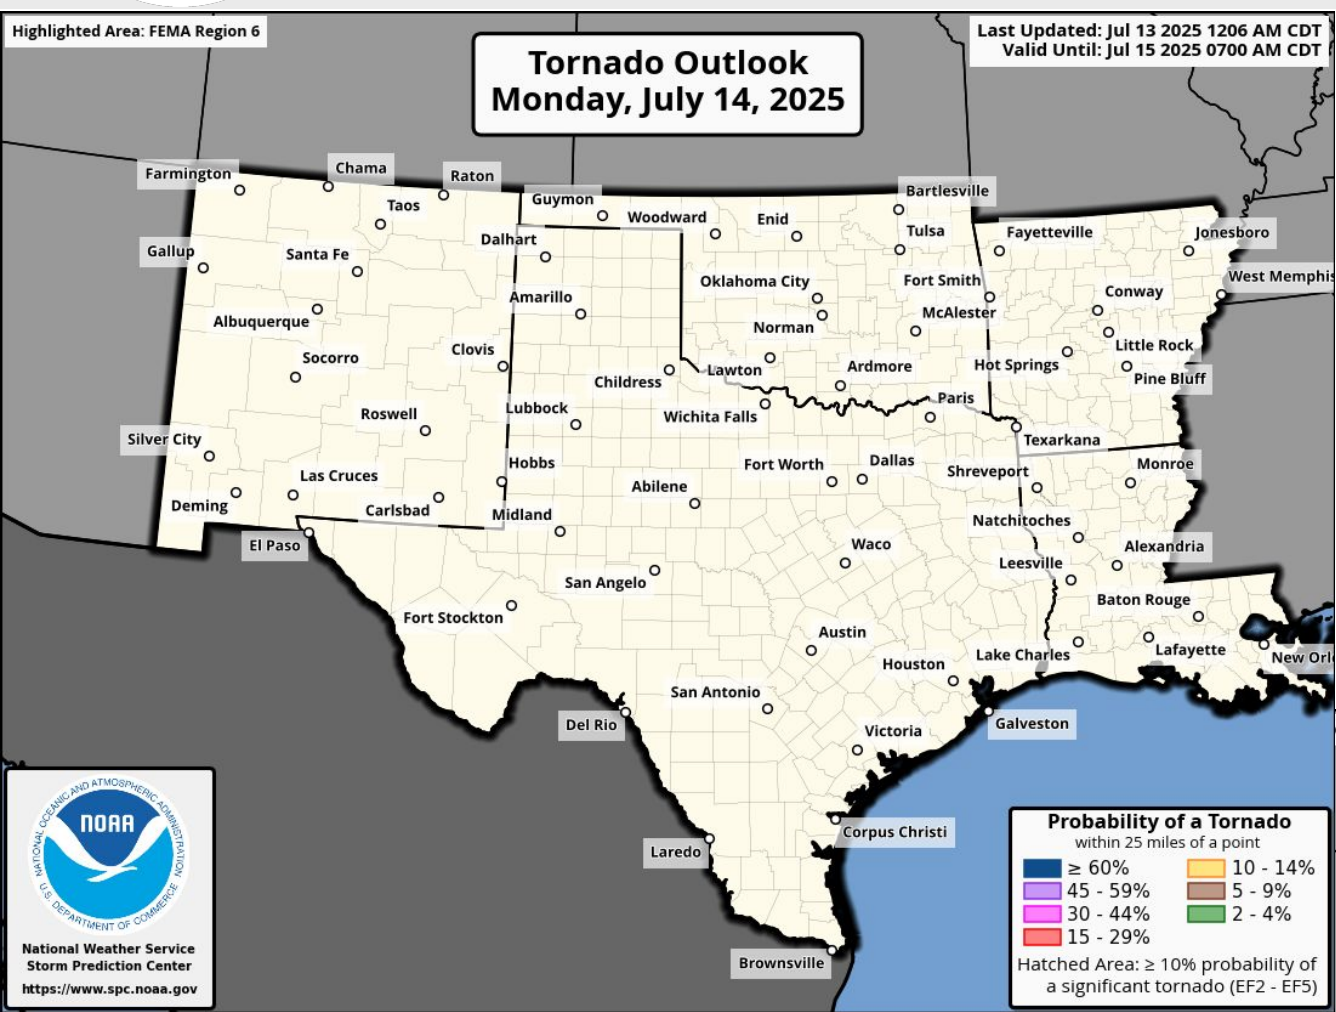 Highlighted Area: FEMA Region 6
Tornado Outlook
Monday, July 14, 2025
Last Updated: Jul 13 2025 1206 AM CDT
Valid Until: Jul 15 2025 0700 AM CDT
Farmington
Chama
Raton
Taos
Guymon
Woodward
Enid
Bartlesville
Tulsa
Fayetteville
Jonesboro
Gallup
Santa Fe
Dalhart
Oklahoma City
Fort Smith
West Memphis
Conway
Albuquerque
Amarillo
Norman
McAlester
Little Rock
Socorro
Clovis
Childress
Lawton
Ardmore
Hot Springs
Pine Bluff
Roswell
Lubbock
Wichita Falls
Paris
Texarkana
Silver City
Las Cruces
Hobbs
Abilene
Fort Worth
Dallas
Shreveport
Monroe
Deming
Carlsbad
Midland
Natchitoches
El Paso
San Angelo
Waco
Leesville
Alexandria
Fort Stockton
Austin
Baton Rouge
Houston
Lake Charles
Lafayette
New Orl
Del Rio
San Antonio
Victoria
Galveston
Laredo
Corpus Christi
Brownsville
NATIONAL OCEANIC AND ATMOSPHERIC ADMINISTRATION
NOAA
U.S. DEPARTMENT OF COMMERCE
National Weather Service
Storm Prediction Center
https://www.spc.noaa.gov
Probability of a Tornado
within 25 miles of a point
≥ 60%
45 - 59%
30 - 44%
15 - 29%
10 - 14%
5 - 9%
2 - 4%
Hatched Area: ≥ 10% probability of
a significant tornado (EF2 - EF5)